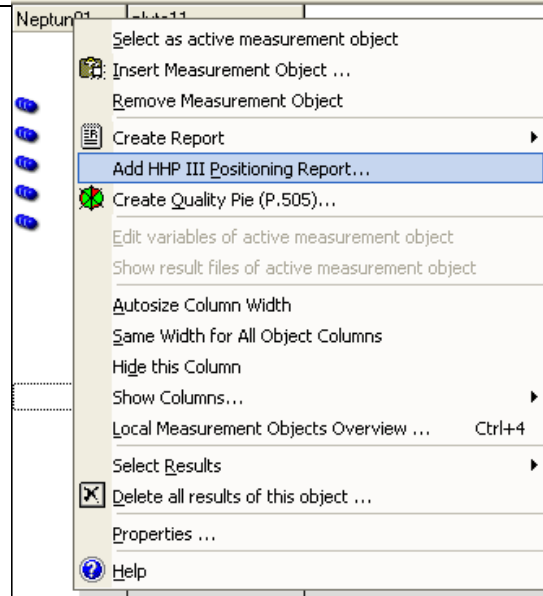 Select as active measurement object
Insert Measurement Object ...
Remove Measurement Object
Create Report
Add HHP III Positioning Report...
Create Quality Pie (P.505)...
Edit variables of active measurement object
Show result files of active measurement object
Autosize Column Width
Same Width for All Object Columns
Hide this Column
Show Columns...
Local Measurement Objects Overview ... Ctrl+4
Select Results
Delete all results of this object ...
Properties ...
Help